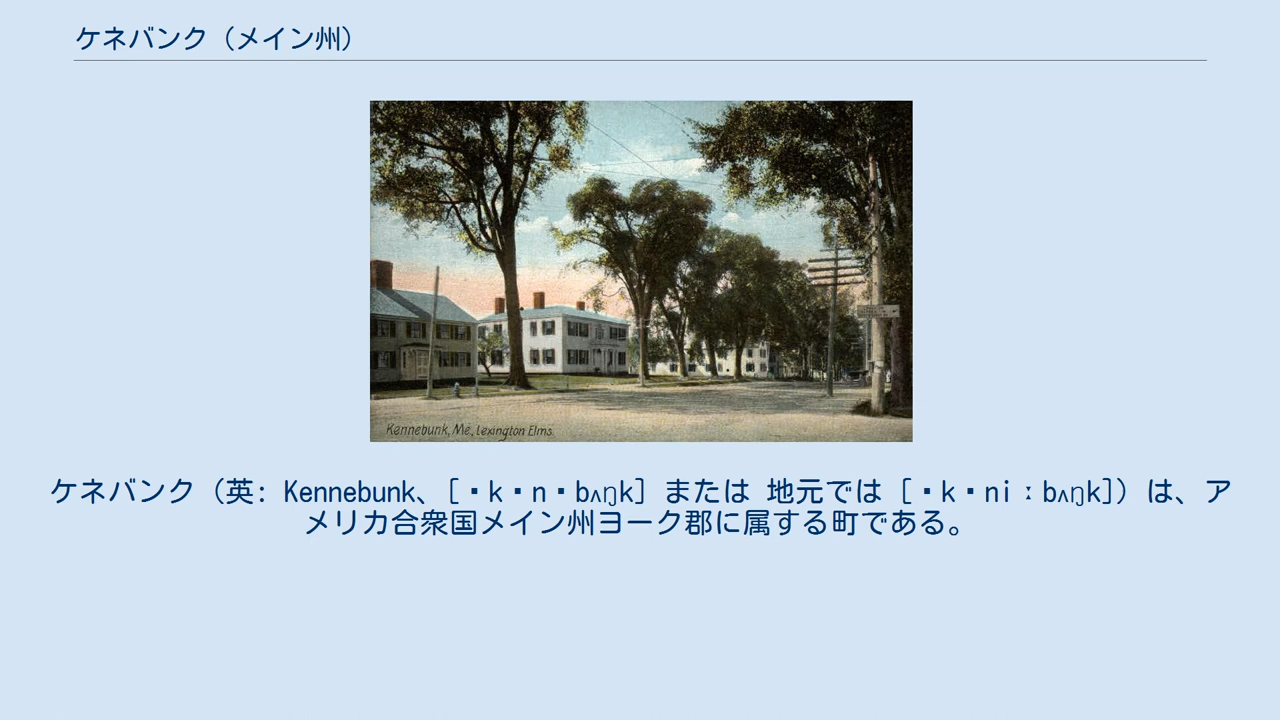 ケネバンク（メイン州）
Kennebunk, Me, Lexington Elms.
ケネバンク（英: Kennebunk、[▪k▪n▪bʌŋk] または 地元では [▪k▪niːbʌŋk]）は、ア
メリカ合衆国メイン州ヨーク郡に属する町である。